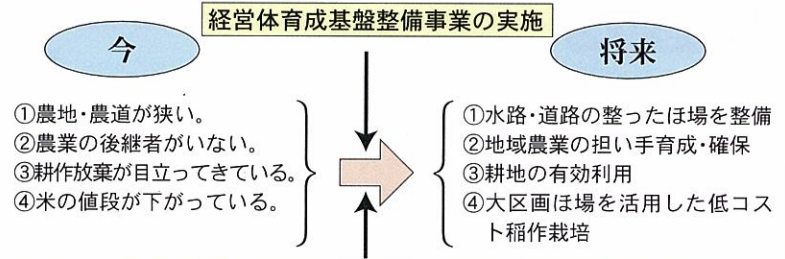 経営体育成基盤整備事業の実施
今
①農地・農道が狭い。
②農業の後継者がいない。
③耕作放棄が目立ってきている。
④米の値段が下がっている。
将来
①水路・道路の整ったほ場を整備
②地域農業の担い手育成・確保
③耕地の有効利用
④大区画ほ場を活用した低コス
ト稲作栽培